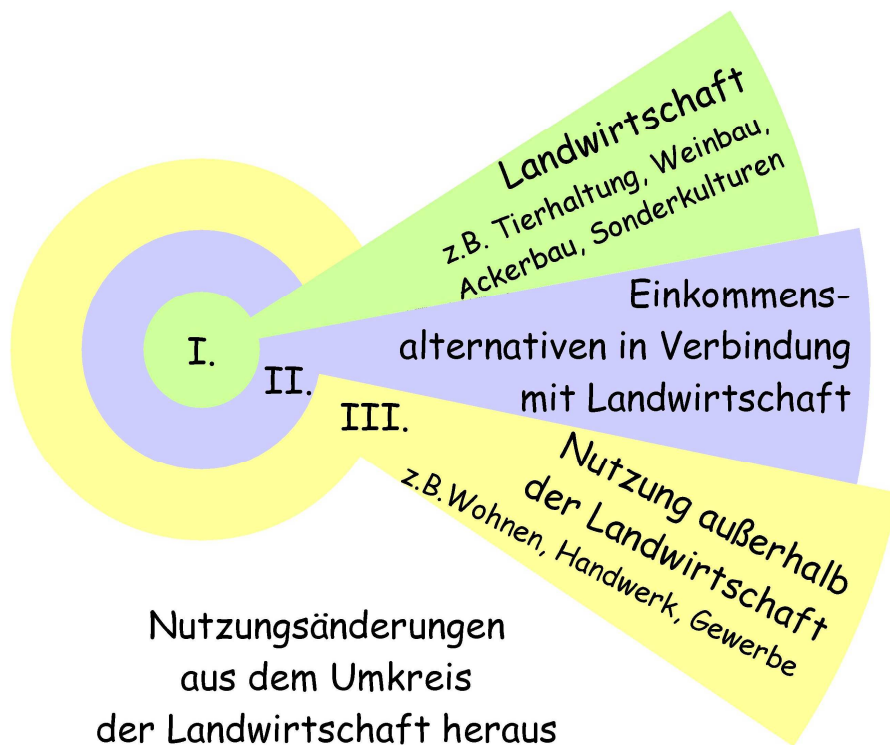 Landwirtschaft
z.B. Tierhaltung, Weinbau,
Ackerbau, Sonderkulturen
I.
II.
III.
Einkommens-
alternativen in Verbindung
mit Landwirtschaft
Nutzung außerhalb
der Landwirtschaft
z.B. Wohnen, Handwerk, Gewerbe
Nutzungsänderungen
aus dem Umkreis
der Landwirtschaft heraus